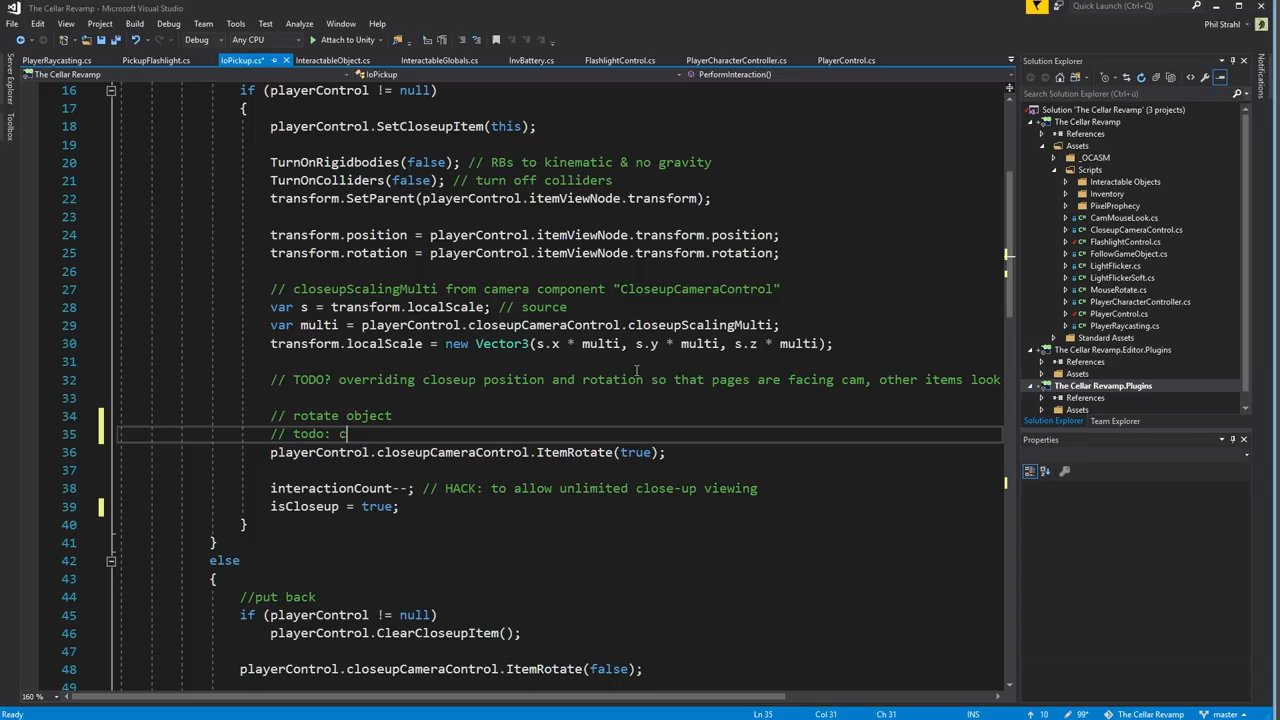 The Cellar Revamp - Microsoft Visual Studio
Quick Launch (Ctrl+Q)
File Edit View Project Build Debug Team Tools Test Analyze Window Help
Phil Strahl
Debug Any CPU Attach to Unity
PlayerRaycasting.cs PickupFlashlight.cs IoPickup.cs* InteractableObject.cs InteractableGlobals.cs InvBattery.cs FlashlightControl.cs PlayerCharacterController.cs PlayerControl.cs
The Cellar Revamp IoPickup PerformInteraction()
Server Explorer
Toolbox
16 if (playerControl != null)
17 {
18 playerControl.SetCloseupItem(this);
19
20 TurnOnRigidbodies(false); // RBs to kinematic & no gravity
21 TurnOnColliders(false); // turn off colliders
22 transform.SetParent(playerControl.itemViewNode.transform);
23
24 transform.position = playerControl.itemViewNode.transform.position;
25 transform.rotation = playerControl.itemViewNode.transform.rotation;
26
27 // closeupScalingMulti from camera component "CloseupCameraControl"
28 var s = transform.localScale; // source
29 var multi = playerControl.closeupCameraControl.closeupScalingMulti;
30 transform.localScale = new Vector3(s.x * multi, s.y * multi, s.z * multi);
31
32 // TODO? overriding closeup position and rotation so that pages are facing cam, other items look
33
34 // rotate object
35 // todo: c
36 playerControl.closeupCameraControl.ItemRotate(true);
37
38 interactionCount--; // HACK: to allow unlimited close-up viewing
39 isCloseup = true;
40 }
41 }
42 else
43 {
44 //put back
45 if (playerControl != null)
46 playerControl.ClearCloseupItem();
47
48 playerControl.closeupCameraControl.ItemRotate(false);
49
160 %
Solution Explorer
Search Solution Explorer (Ctrl+ü)
Solution 'The Cellar Revamp' (3 projects)
The Cellar Revamp
References
Assets
_OCASM
Scripts
Interactable Objects
Inventory
PixelProphecy
CamMouseLook.cs
CloseupCameraControl.cs
FlashlightControl.cs
FollowGameObject.cs
LightFlicker.cs
LightFlickerSoft.cs
MouseRotate.cs
PlayerCharacterController.cs
PlayerControl.cs
PlayerRaycasting.cs
Standard Assets
The Cellar Revamp.Editor.Plugins
References
Assets
The Cellar Revamp.Plugins
References
Assets
Solution Explorer Team Explorer
Properties
Notifications
Ready Ln 35 Col 31 Ch 31 INS 10 99* The Cellar Revamp master